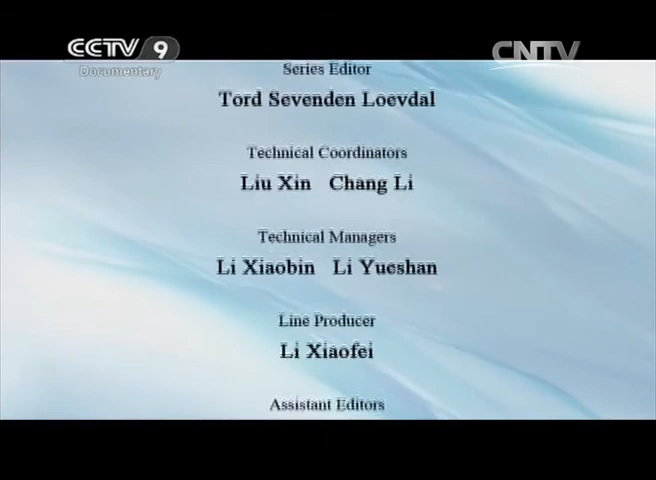 CCTV 9
Documentary
CNTV
Series Editor
Tord Sevenden Loevdal
Technical Coordinators
Liu Xin Chang Li
Technical Managers
Li Xiaobin Li Yueshan
Line Producer
Li Xiaofei
Assistant Editors